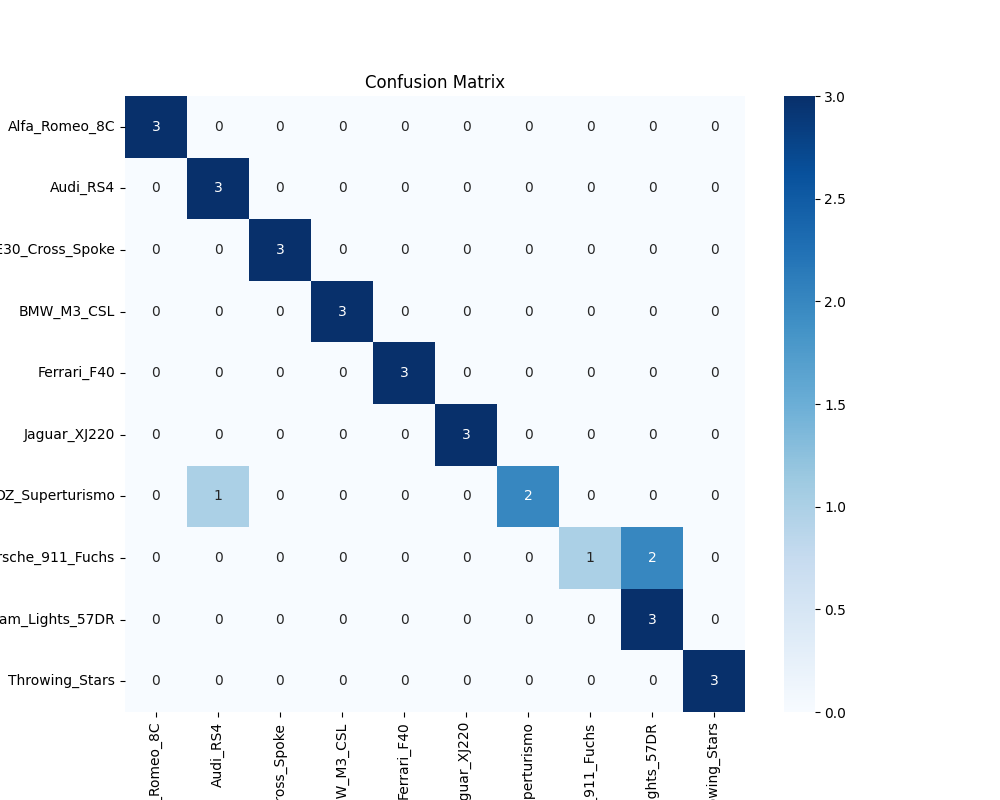 Confusion Matrix
Alfa_Romeo_8C 3 0 0 0 0 0 0 0 0 0
Audi_RS4 0 3 0 0 0 0 0 0 0 0
E30_Cross_Spoke 0 0 3 0 0 0 0 0 0 0
BMW_M3_CSL 0 0 0 3 0 0 0 0 0 0
Ferrari_F40 0 0 0 0 3 0 0 0 0 0
Jaguar_XJ220 0 0 0 0 0 3 0 0 0 0
OZ_Superturismo 0 1 0 0 0 0 2 0 0 0
rsche_911_Fuchs 0 0 0 0 0 0 0 1 2 0
am_Lights_57DR 0 0 0 0 0 0 0 0 3 0
Throwing_Stars 0 0 0 0 0 0 0 0 0 3
_Romeo_8C
Audi_RS4
ross_Spoke
W_M3_CSL
Ferrari_F40
guar_XJ220
perturismo
_911_Fuchs
ghts_57DR
wing_Stars
3.0
2.5
2.0
1.5
1.0
0.5
0.0